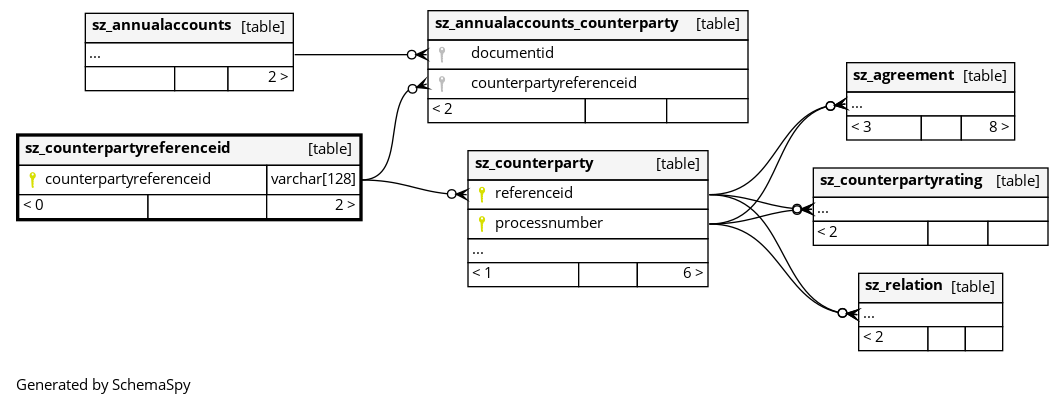 sz_annualaccounts [table]
...
2 >
sz_annualaccounts_counterparty [table]
documentid
counterpartyreferenceid
< 2
sz_agreement [table]
...
< 3 8 >
sz_counterpartyreferenceid [table]
counterpartyreferenceid varchar[128]
< 0 2 >
sz_counterparty [table]
referenceid
processnumber
...
< 1 6 >
sz_counterpartyrating [table]
...
< 2
sz_relation [table]
...
< 2
Generated by SchemaSpy